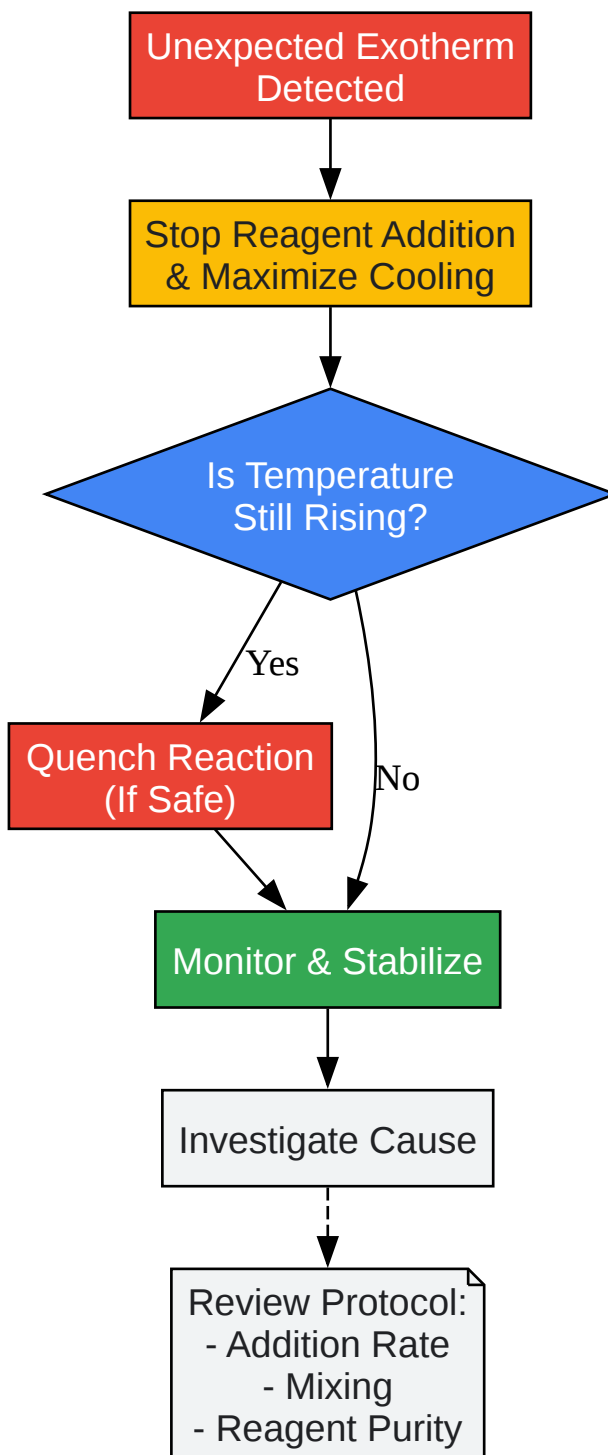 Unexpected Exotherm
Detected
Stop Reagent Addition
& Maximize Cooling
Is Temperature
Still Rising?
Yes
Quench Reaction
(If Safe)
No
Monitor & Stabilize
Investigate Cause
Review Protocol:
- Addition Rate
- Mixing
- Reagent Purity